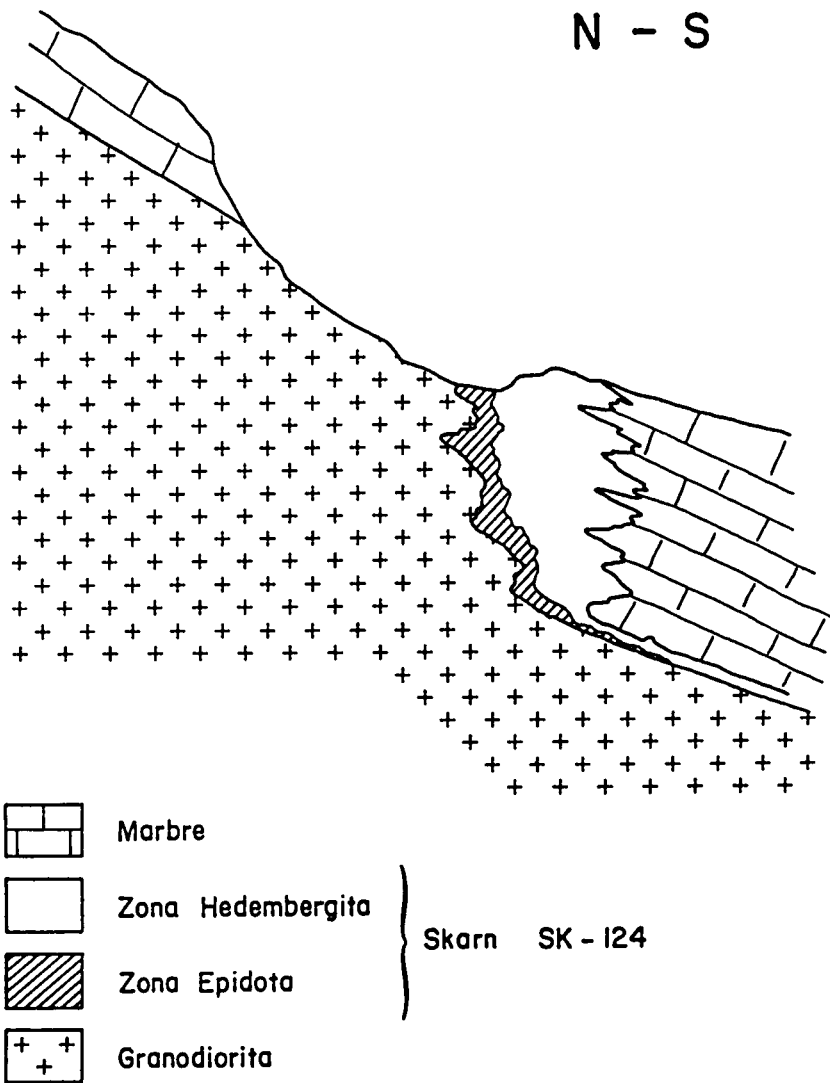 N - S
Marbre
Zona Hedembergita
Skarn SK - 124
Zona Epidota
Granodiorita